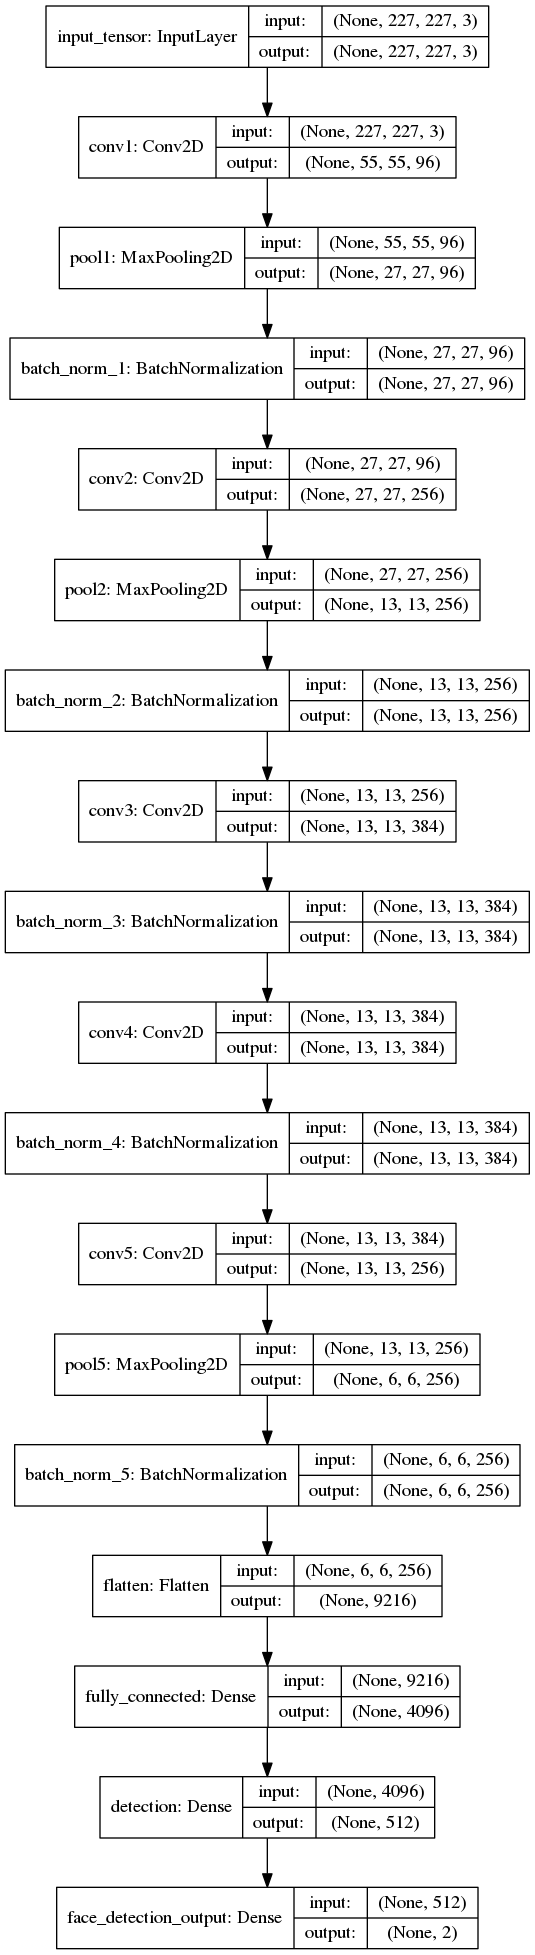 input_tensor: InputLayer
input: (None, 227, 227, 3)
output: (None, 227, 227, 3)
conv1: Conv2D
input: (None, 227, 227, 3)
output: (None, 55, 55, 96)
pool1: MaxPooling2D
input: (None, 55, 55, 96)
output: (None, 27, 27, 96)
batch_norm_1: BatchNormalization
input: (None, 27, 27, 96)
output: (None, 27, 27, 96)
conv2: Conv2D
input: (None, 27, 27, 96)
output: (None, 27, 27, 256)
pool2: MaxPooling2D
input: (None, 27, 27, 256)
output: (None, 13, 13, 256)
batch_norm_2: BatchNormalization
input: (None, 13, 13, 256)
output: (None, 13, 13, 256)
conv3: Conv2D
input: (None, 13, 13, 256)
output: (None, 13, 13, 384)
batch_norm_3: BatchNormalization
input: (None, 13, 13, 384)
output: (None, 13, 13, 384)
conv4: Conv2D
input: (None, 13, 13, 384)
output: (None, 13, 13, 384)
batch_norm_4: BatchNormalization
input: (None, 13, 13, 384)
output: (None, 13, 13, 384)
conv5: Conv2D
input: (None, 13, 13, 384)
output: (None, 13, 13, 256)
pool5: MaxPooling2D
input: (None, 13, 13, 256)
output: (None, 6, 6, 256)
batch_norm_5: BatchNormalization
input: (None, 6, 6, 256)
output: (None, 6, 6, 256)
flatten: Flatten
input: (None, 6, 6, 256)
output: (None, 9216)
fully_connected: Dense
input: (None, 9216)
output: (None, 4096)
detection: Dense
input: (None, 4096)
output: (None, 512)
face_detection_output: Dense
input: (None, 512)
output: (None, 2)